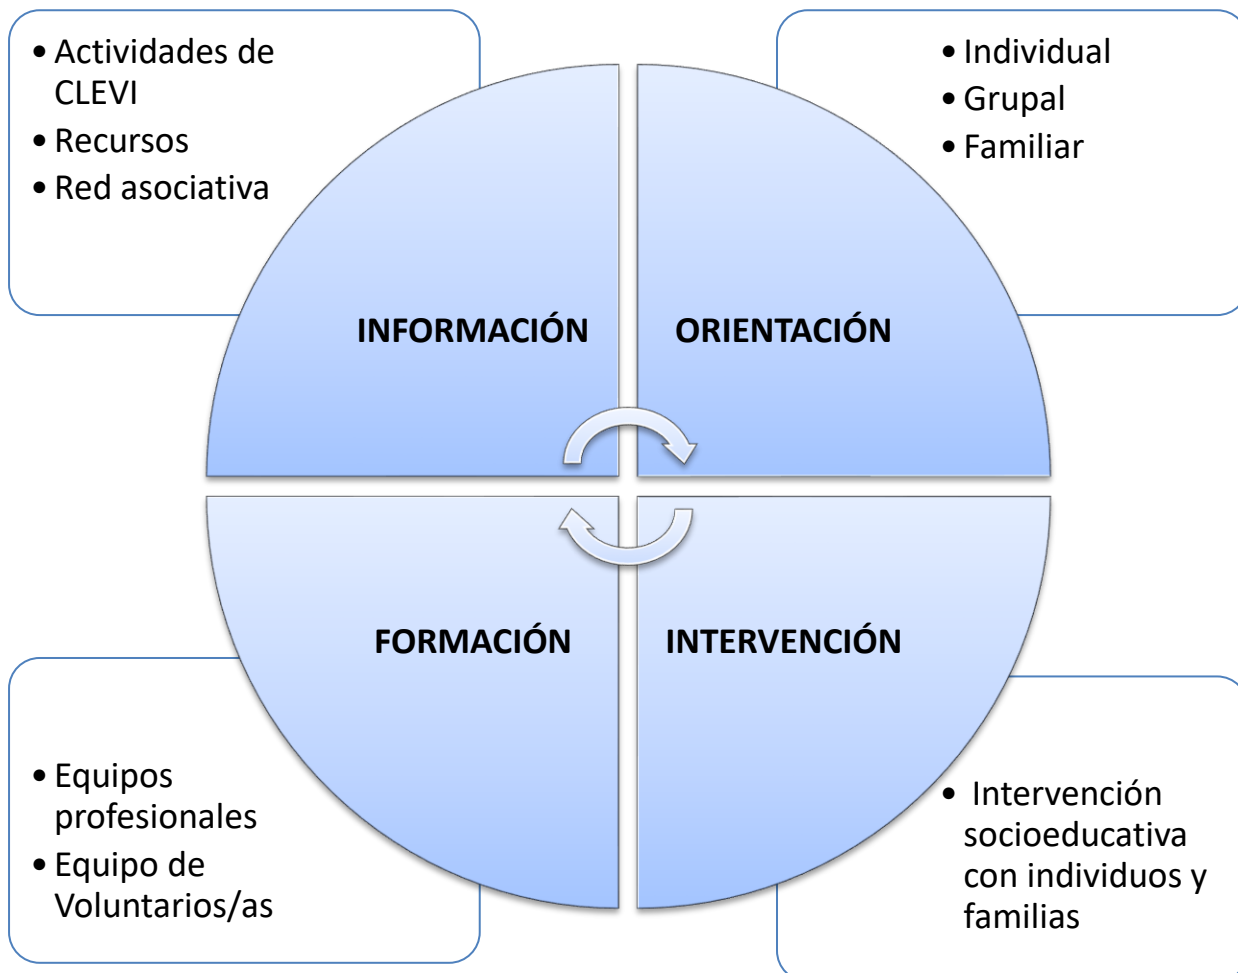 • Actividades de
CLEVI
• Recursos
• Red asociativa
• Individual
• Grupal
• Familiar
INFORMACIÓN
ORIENTACIÓN
FORMACIÓN
INTERVENCIÓN
• Equipos
profesionales
• Equipo de
Voluntarios/as
• Intervención
socioeducativa
con individuos y
familias